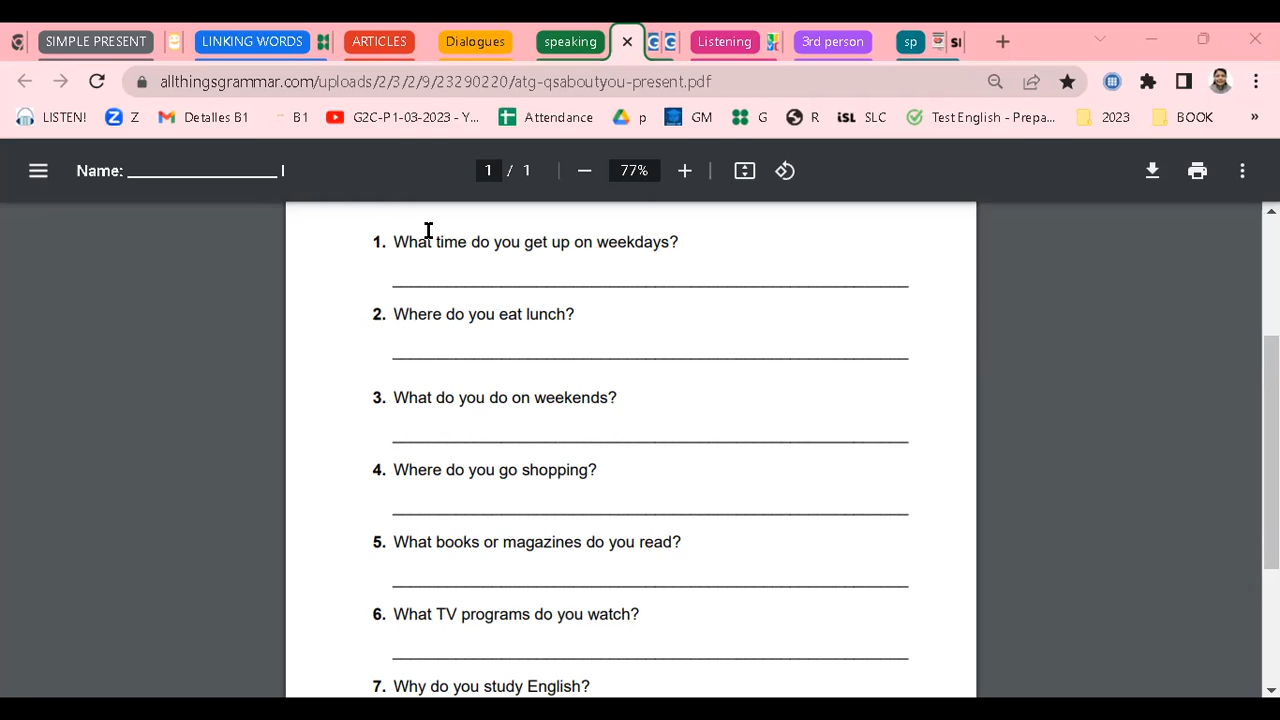 SIMPLE PRESENT LINKING WORDS ARTICLES Dialogues speaking Listening 3rd person sp SI
allthingsgrammar.com/uploads/2/3/2/9/23290220/atg-qsaboutyou-present.pdf
LISTEN! Z Detalles B1 B1 G2C-P1-03-2023 - Y... Attendance p GM G R SLC Test English - Prepa... 2023 BOOK »
Name: ________________ I 1 / 1 77%
1. What time do you get up on weekdays?
2. Where do you eat lunch?
3. What do you do on weekends?
4. Where do you go shopping?
5. What books or magazines do you read?
6. What TV programs do you watch?
7. Why do you study English?